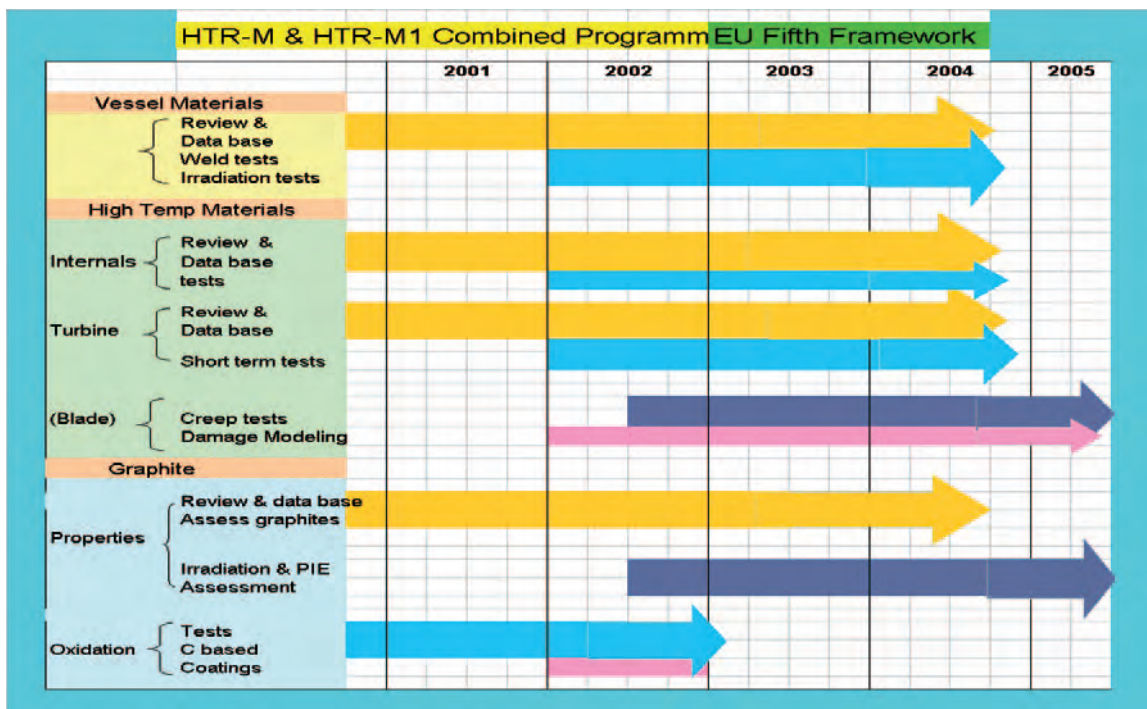 HTR-M & HTR-M1 Combined Programm EU Fifth Framework
2001 2002 2003 2004 2005
Vessel Materials
Review &
Data base
Weld tests
Irradiation tests
High Temp Materials
Internals
Review &
Data base
tests
Turbine
Review &
Data base
Short term tests
(Blade)
Creep tests
Damage Modeling
Graphite
Properties
Review & data base
Assess graphites
Irradiation & PIE
Assessment
Oxidation
Tests
C based
Coatings